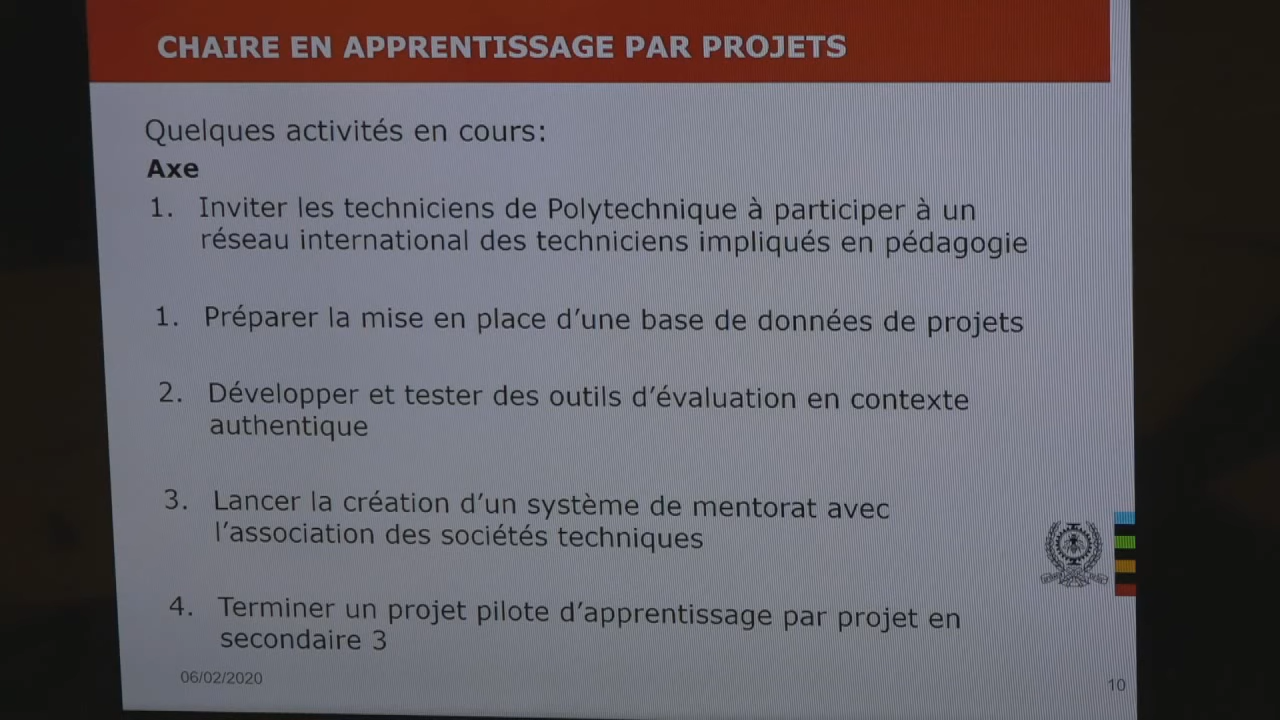 CHAIRE EN APPRENTISSAGE PAR PROJETS
Quelques activités en cours:
Axe
1. Inviter les techniciens de Polytechnique à participer à un
réseau international des techniciens impliqués en pédagogie
1. Préparer la mise en place d'une base de données de projets
2. Développer et tester des outils d'évaluation en contexte
authentique
3. Lancer la création d'un système de mentorat avec
l'association des sociétés techniques
4. Terminer un projet pilote d'apprentissage par projet en
secondaire 3
06/02/2020
10